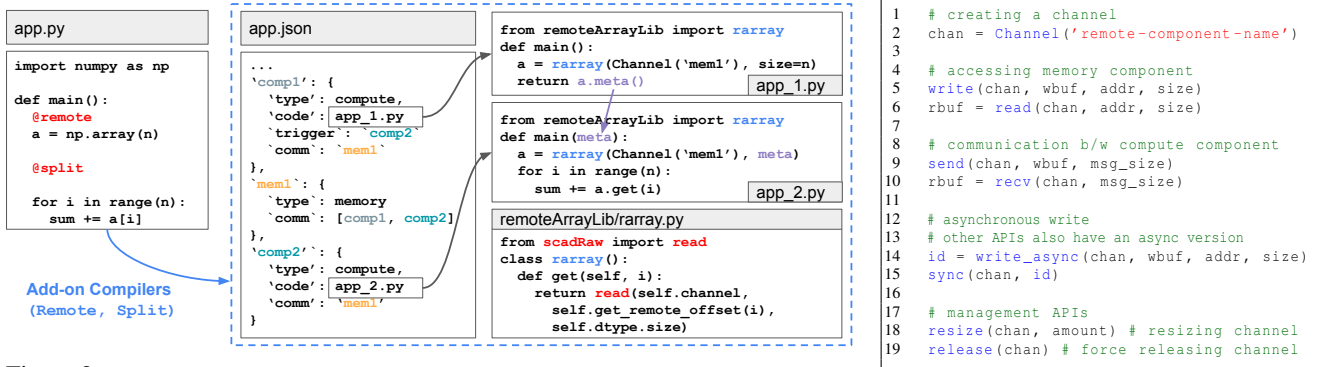 app.py
import numpy as np
def main():
@remote
a = np.array(n)
@split
for i in range(n):
sum += a[i]
Add-on Compilers
(Remote, Split)
app.json
...
‘comp1’: {
‘type’: compute,
‘code’: app_1.py
‘trigger`: `comp2`
‘comm`: `mem1`
},
`mem1`: {
‘type`: memory
‘comm`: [comp1, comp2]
},
‘comp2’`: {
‘type’: compute,
‘code’: app_2.py
‘comm’: ‘mem1’
}
from remoteArrayLib import rarray
def main():
a = rarray(Channel(‘mem1’), size=n)
return a.meta()
app_1.py
from remoteArrayLib import rarray
def main(meta):
a = rarray(Channel(‘mem1’), meta)
for i in range(n):
sum += a.get(i)
app_2.py
remoteArrayLib/rarray.py
from scadRaw import read
class rarray():
def get(self, i):
return read(self.channel,
self.get_remote_offset(i),
self.dtype.size)
1 # creating a channel
2 chan = Channel('remote-component-name')
3
4 # accessing memory component
5 write(chan, wbuf, addr, size)
6 rbuf = read(chan, addr, size)
7
8 # communication b/w compute component
9 send(chan, wbuf, msg_size)
10 rbuf = recv(chan, msg_size)
11
12 # asynchronous write
13 # other APIs also have an async version
14 id = write_async(chan, wbuf, addr, size)
15 sync(chan, id)
16
17 # management APIs
18 resize(chan, amount) # resizing channel
19 release(chan) # force releasing channel